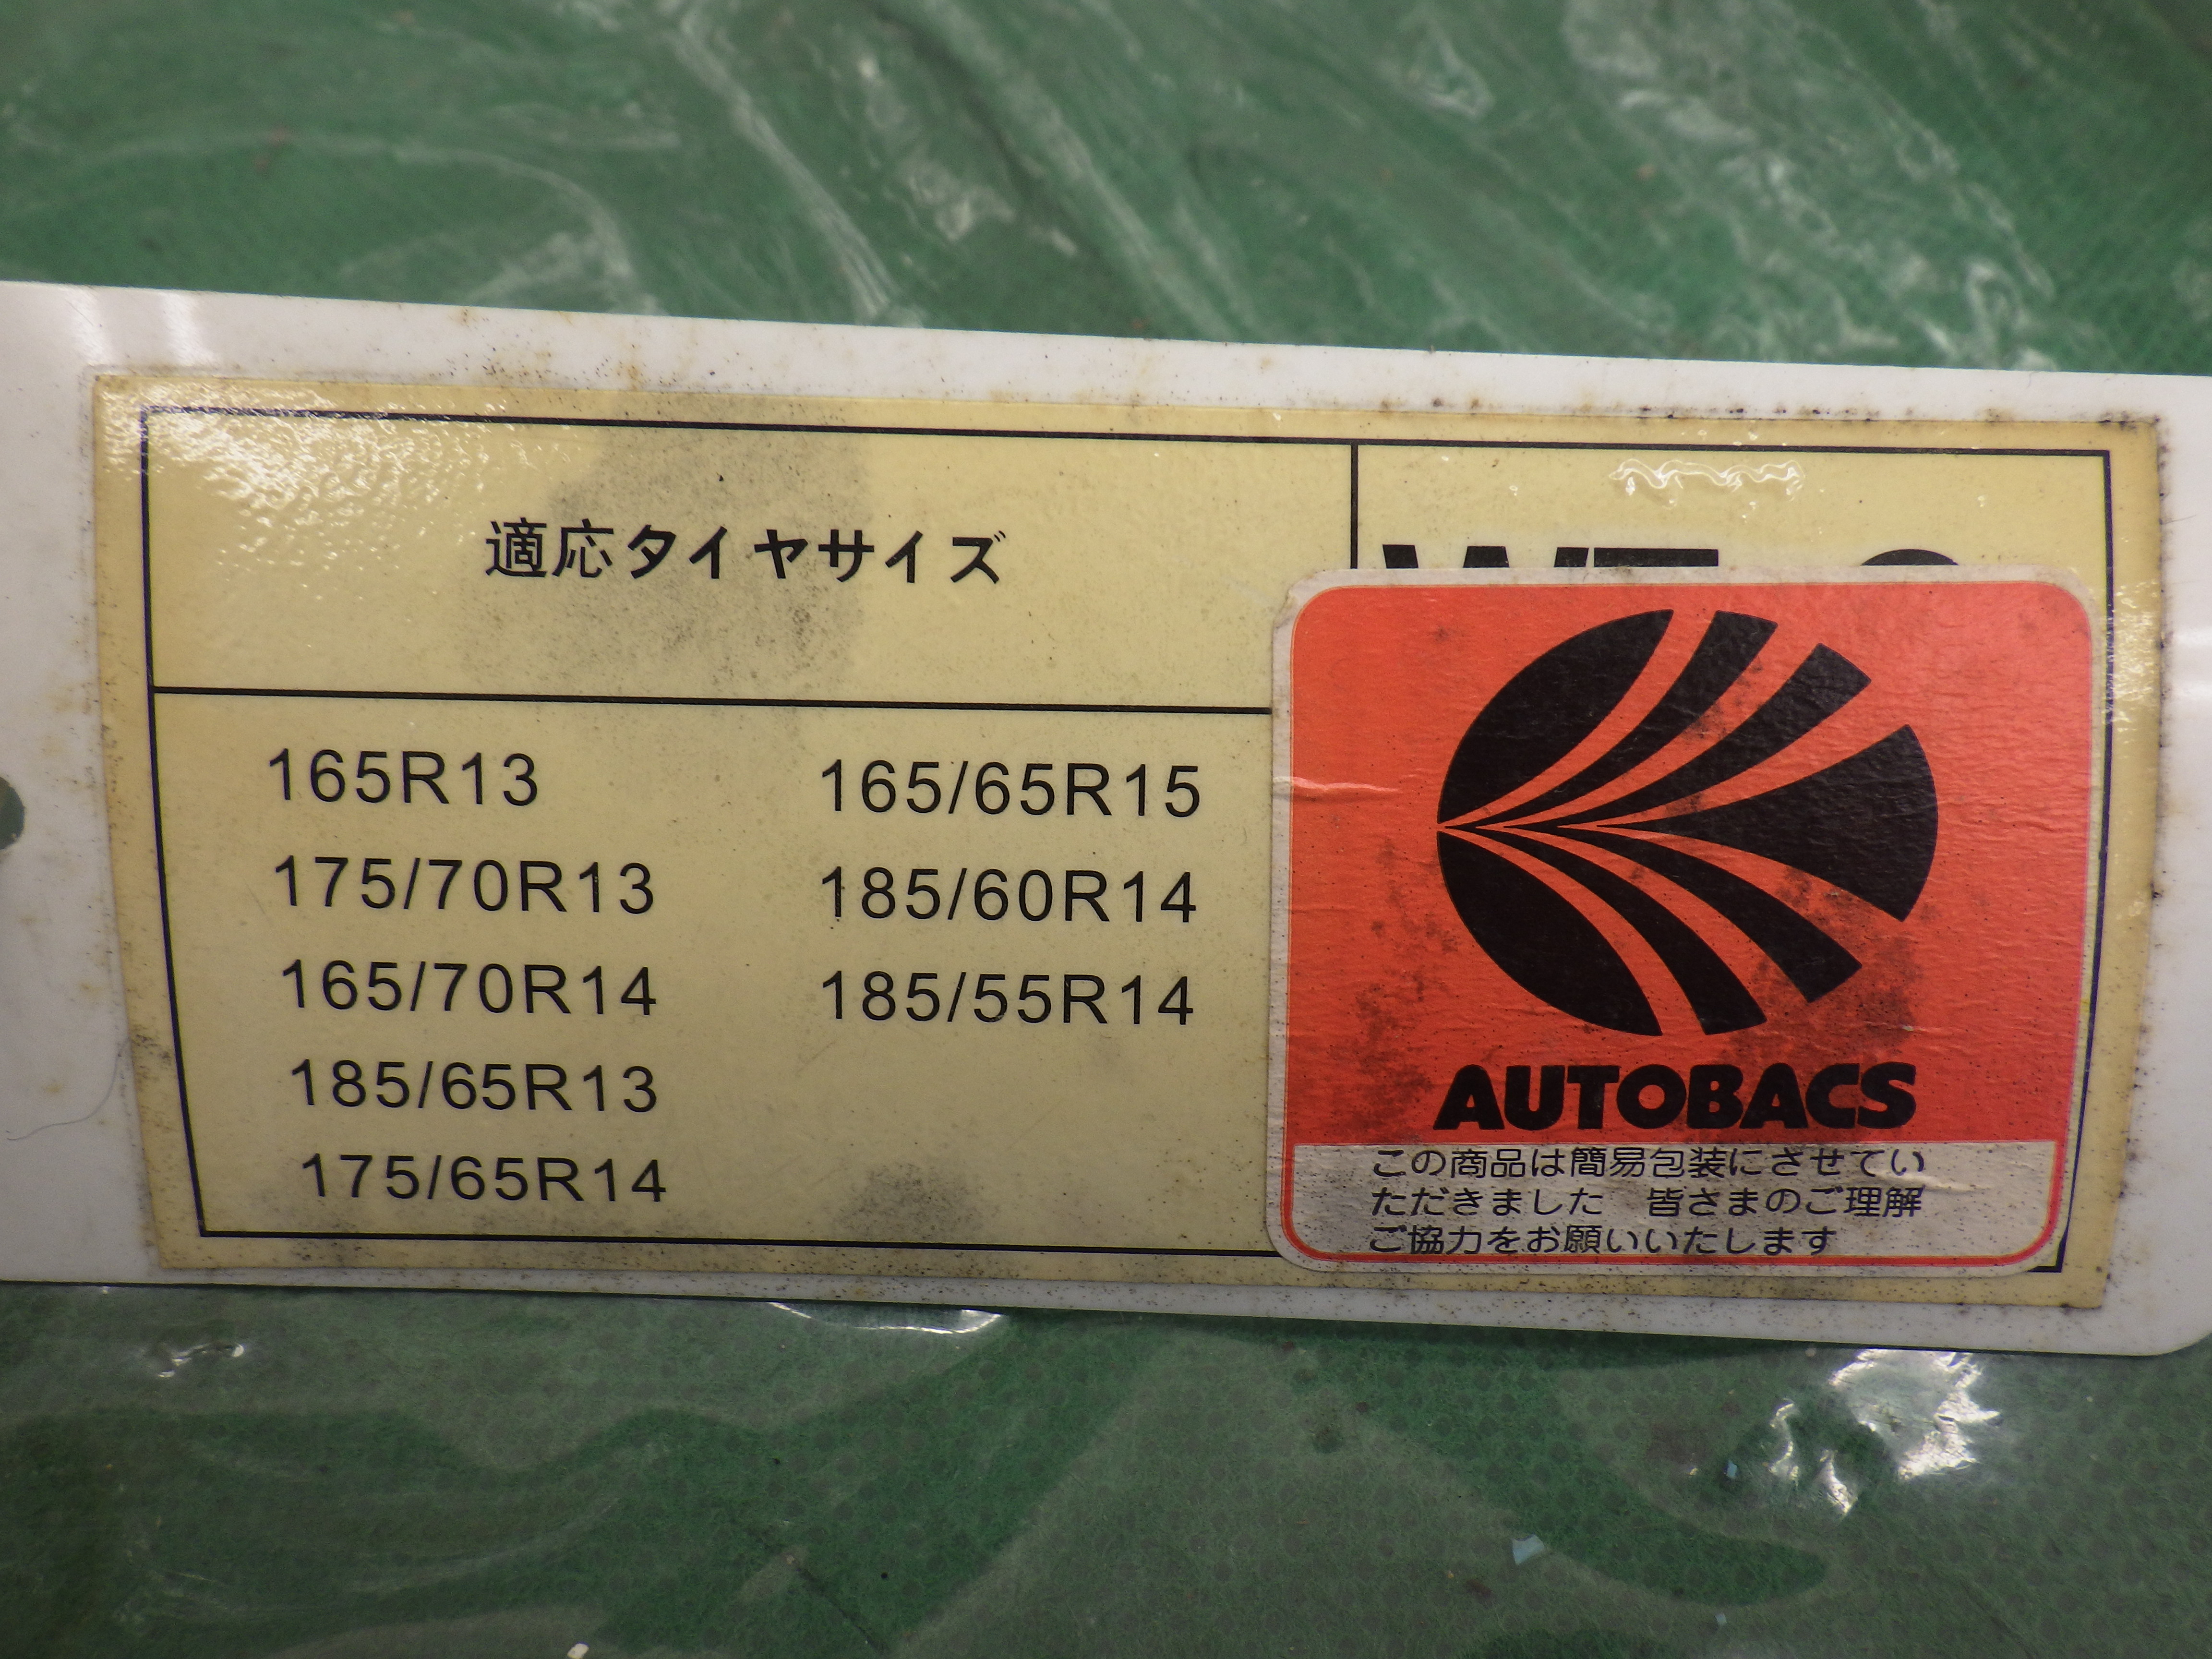 適応タイヤサイズ
165R13
175/70R13
165/70R14
185/65R13
175/65R14
165/65R15
185/60R14
185/55R14
AUTOBACS
この商品は簡易包装にさせてい
ただきました 皆さまのご理解
ご協力をお願いいたします